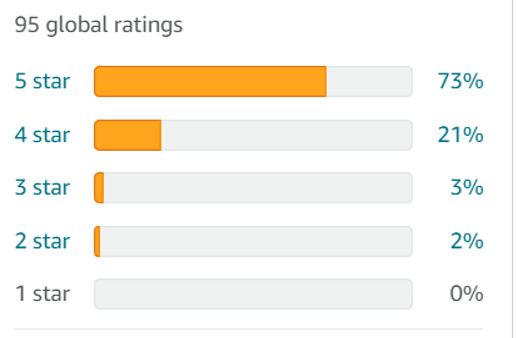 95 global ratings
5 star 73%
4 star 21%
3 star 3%
2 star 2%
1 star 0%